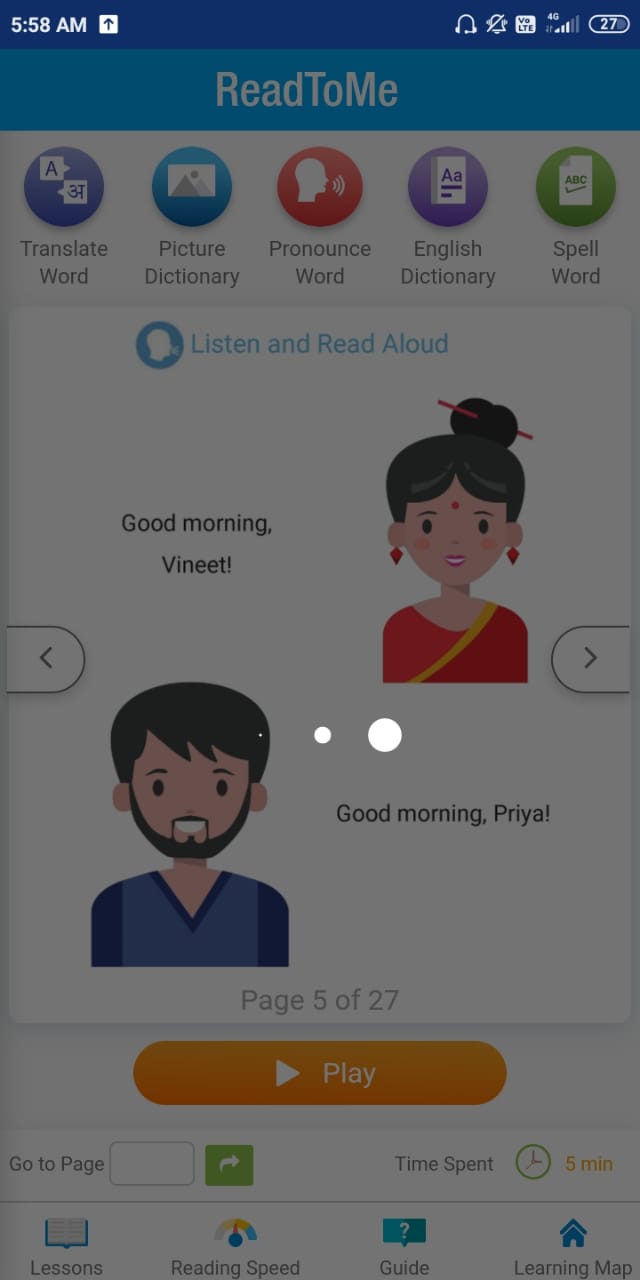 5:58 AM
4G
Vo
LTE
27
ReadToMe
A
अ
Aa
ABC
Translate Word
Picture Dictionary
Pronounce Word
English Dictionary
Spell Word
Listen and Read Aloud
Good morning,
Vineet!
Good morning, Priya!
Page 5 of 27
Play
Go to Page
Time Spent
5 min
?
Lessons
Reading Speed
Guide
Learning Map